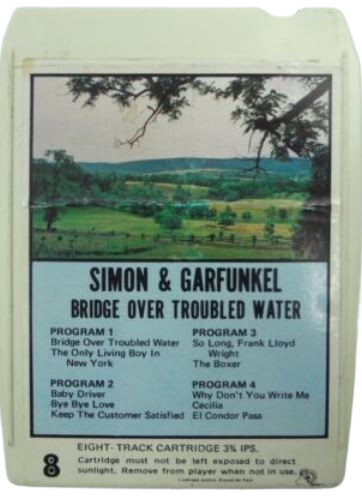 SIMON & GARFUNKEL
BRIDGE OVER TROUBLED WATER
PROGRAM 1
Bridge Over Troubled Water
The Only Living Boy In
New York
PROGRAM 2
Baby Driver
Bye Bye Love
Keep The Customer Satisfied
PROGRAM 3
So Long, Frank Lloyd
Wright
The Boxer
PROGRAM 4
Why Don't You Write Me
Cecilia
El Condor Pasa
8
EIGHT-TRACK CARTRIDGE 3¾ IPS.
Cartridge must not be left exposed to direct
sunlight. Remove from player when not in use.